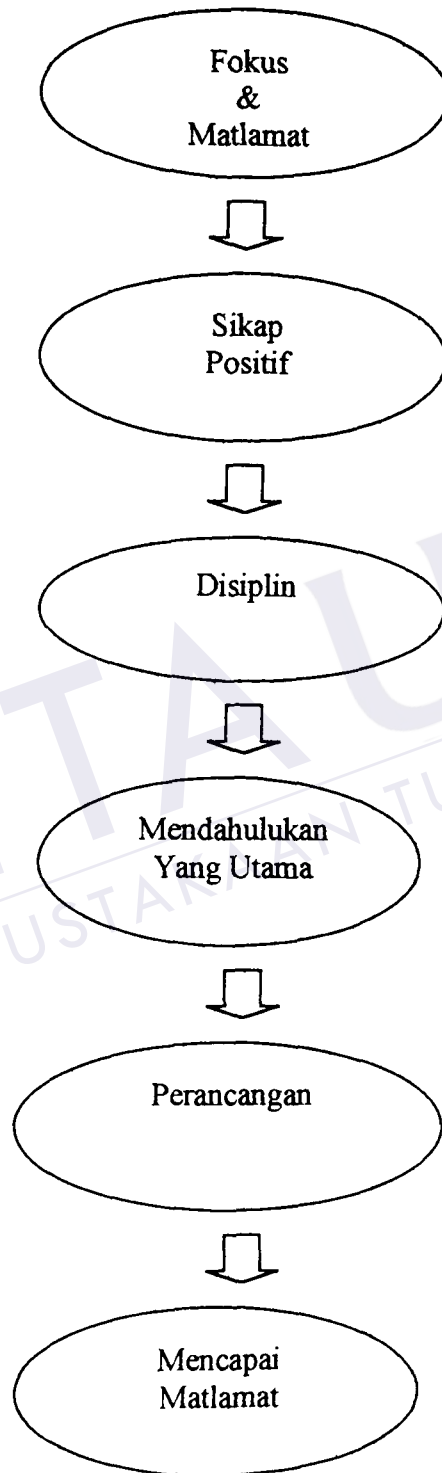 Fokus
&
Matlamat
Sikap
Positif
Disiplin
Mendahulukan
Yang Utama
Perancangan
Mencapai
Matlamat